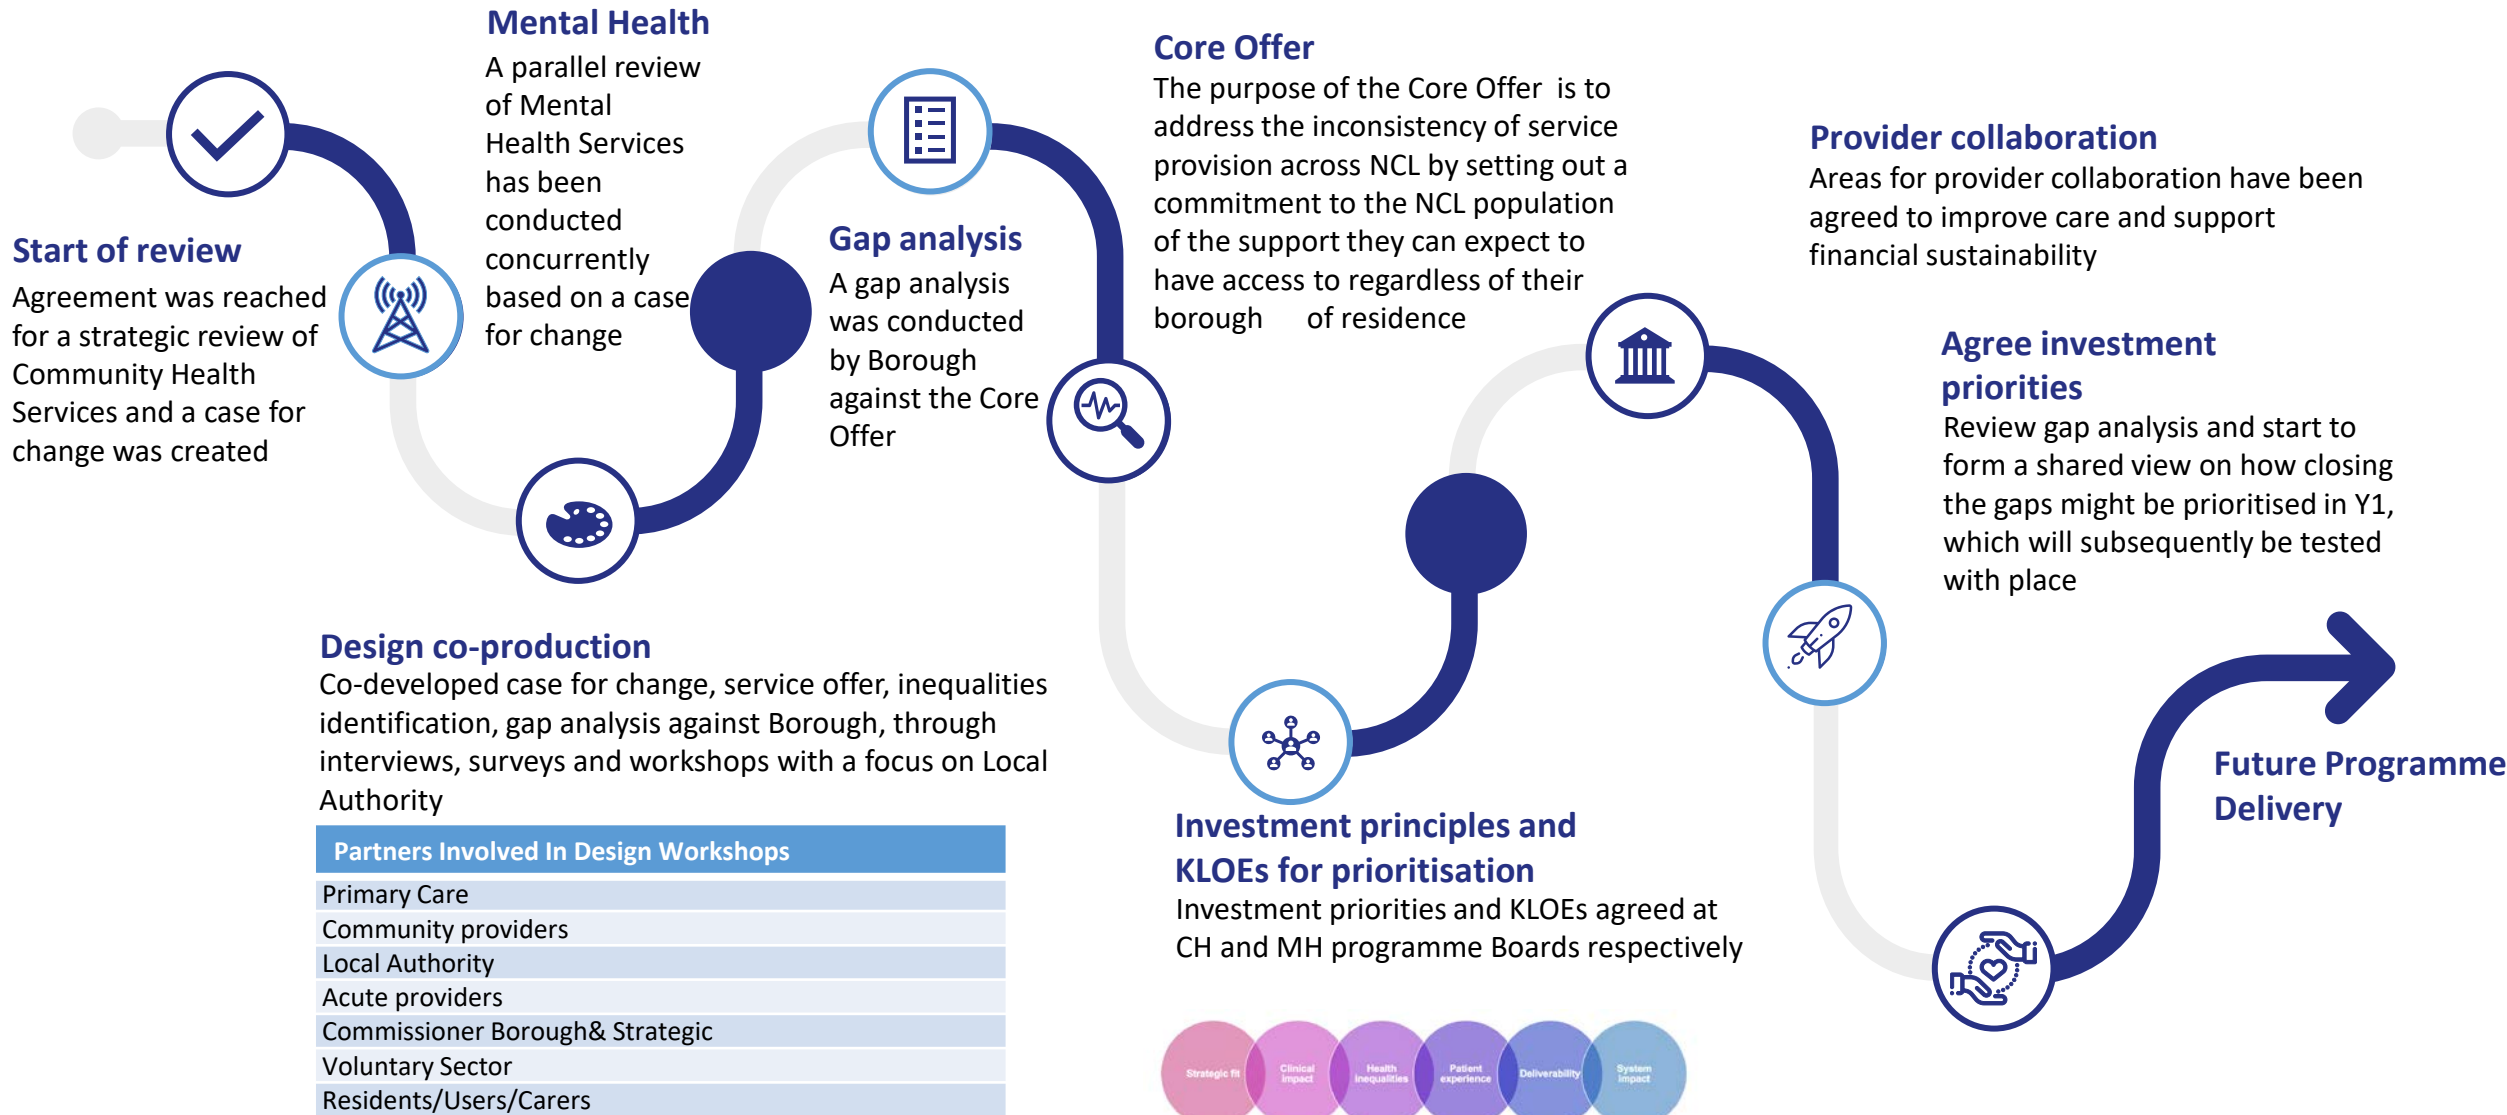 Start of review
Agreement was reached
for a strategic review of
Community Health
Services and a case for
change was created
Mental Health
A parallel review
of Mental
Health Services
has been
conducted
concurrently
based on a case
for change
Design co-production
Co-developed case for change, service offer, inequalities
identification, gap analysis against Borough, through
interviews, surveys and workshops with a focus on Local
Authority
Partners Involved In Design Workshops
Primary Care
Community providers
Local Authority
Acute providers
Commissioner Borough& Strategic
Voluntary Sector
Residents/Users/Carers
Gap analysis
A gap analysis
was conducted
by Borough
against the Core
Offer
Core Offer
The purpose of the Core Offer is to
address the inconsistency of service
provision across NCL by setting out a
commitment to the NCL population
of the support they can expect to
have access to regardless of their
borough of residence
Investment principles and
KLOEs for prioritisation
Investment priorities and KLOEs agreed at
CH and MH programme Boards respectively
Strategic fit
Clinical
impact
Health
inequalities
Patient
experience
Deliverability
System
impact
Provider collaboration
Areas for provider collaboration have been
agreed to improve care and support
financial sustainability
Agree investment
priorities
Review gap analysis and start to
form a shared view on how closing
the gaps might be prioritised in Y1,
which will subsequently be tested
with place
Future Programme
Delivery